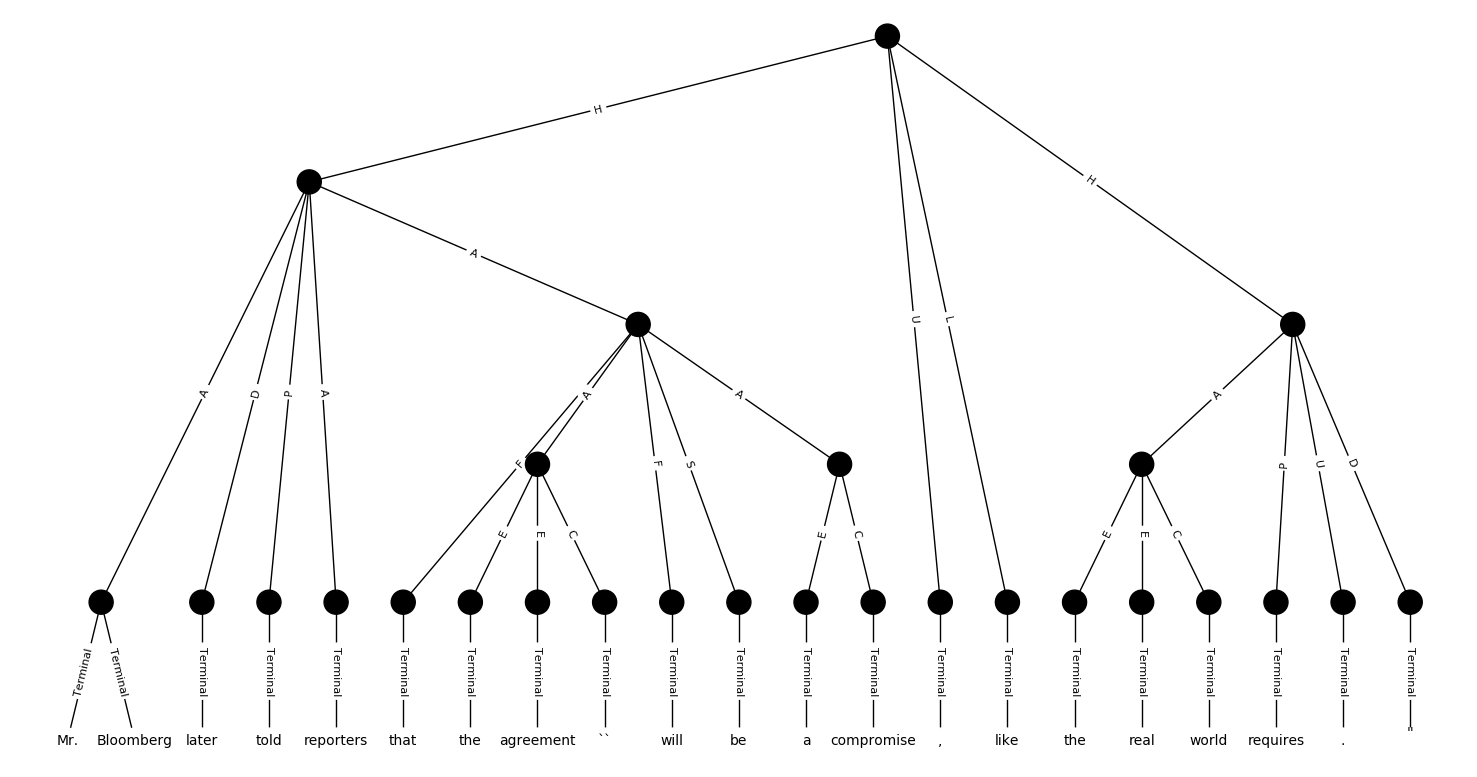 H
H
A
U
L
A
D
P
A
A
A
A
F
F
S
P
U
D
E
E
C
E
C
E
E
C
Terminal Terminal Terminal Terminal Terminal Terminal Terminal Terminal Terminal Terminal Terminal Terminal Terminal Terminal Terminal Terminal Terminal Terminal Terminal Terminal Terminal
Mr. Bloomberg later told reporters that the agreement `` will be a compromise , like the real world requires . "